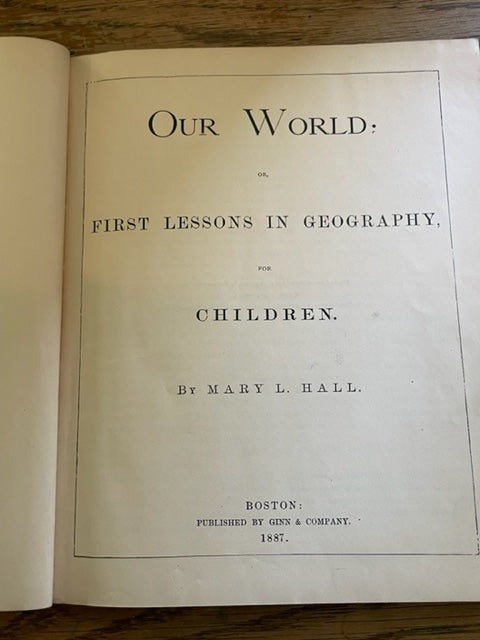 OUR WORLD:
OR,
FIRST LESSONS IN GEOGRAPHY,
FOR
CHILDREN.
BY MARY L. HALL.
BOSTON:
PUBLISHED BY GINN & COMPANY.
1887.